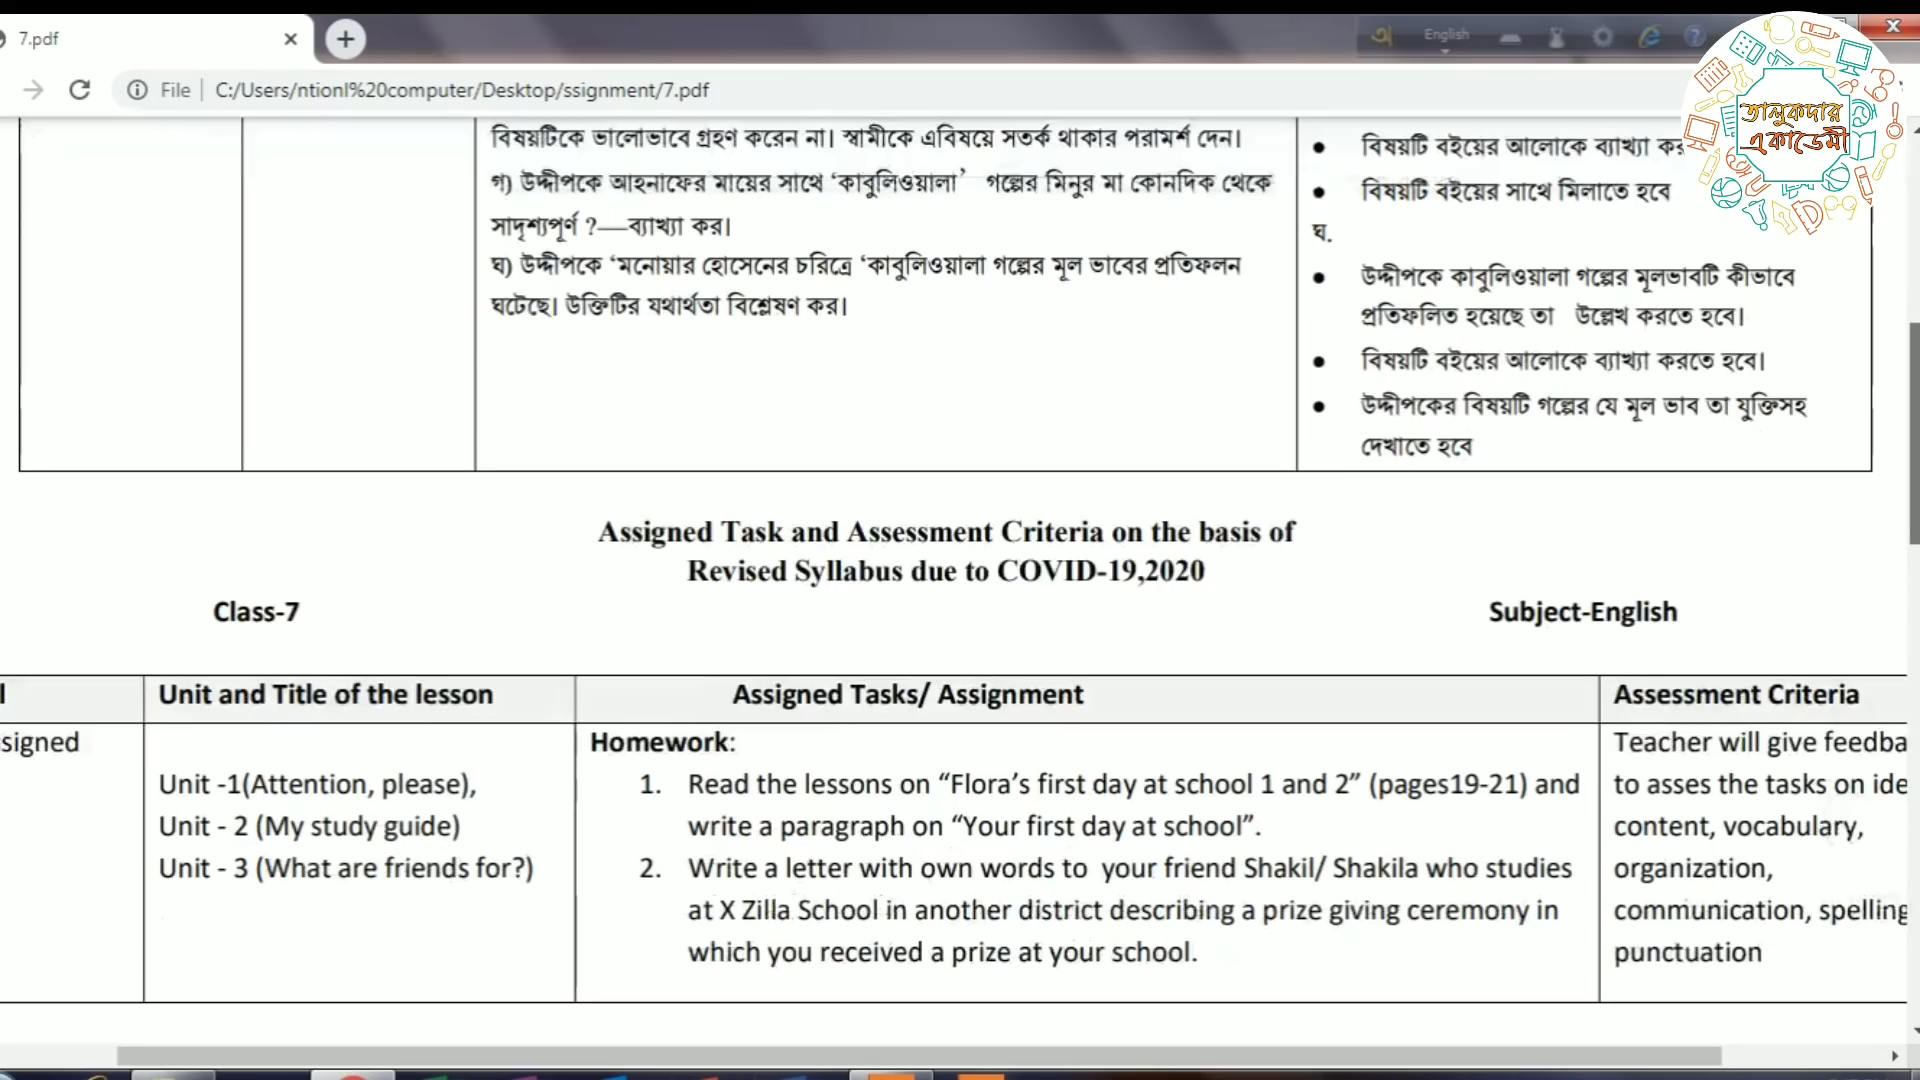 7.pdf
English
File
C:/Users/ntionl%20computer/Desktop/ssignment/7.pdf
তালুকদার
একাডেমী
বিষয়টিকে ভালোভাবে গ্রহণ করেন না। স্বামীকে এবিষয়ে সতর্ক থাকার পরামর্শ দেন।
গ) উদ্দীপকে আহনাফের মায়ের সাথে ‘কাবুলিওয়ালা’ গল্পের মিনুর মা কোনদিক থেকে
সাদৃশ্যপূর্ণ ?—ব্যাখ্যা কর।
ঘ) উদ্দীপকে ‘মনোয়ার হোসেনের চরিত্রে ‘কাবুলিওয়ালা গল্পের মূল ভাবের প্রতিফলন
ঘটেছে। উক্তিটির যথার্থতা বিশ্লেষণ কর।
• বিষয়টি বইয়ের আলোকে ব্যাখ্যা কর
• বিষয়টি বইয়ের সাথে মিলাতে হবে
ঘ.
• উদ্দীপকে কাবুলিওয়ালা গল্পের মূলভাবটি কীভাবে
প্রতিফলিত হয়েছে তা উল্লেখ করতে হবে।
• বিষয়টি বইয়ের আলোকে ব্যাখ্যা করতে হবে।
• উদ্দীপকের বিষয়টি গল্পের যে মূল ভাব তা যুক্তিসহ
দেখাতে হবে
Assigned Task and Assessment Criteria on the basis of
Revised Syllabus due to COVID-19,2020
Class-7
Subject-English
l
Unit and Title of the lesson
Assigned Tasks/ Assignment
Assessment Criteria
signed
Unit -1(Attention, please),
Unit - 2 (My study guide)
Unit - 3 (What are friends for?)
Homework:
1. Read the lessons on “Flora’s first day at school 1 and 2” (pages19-21) and
write a paragraph on “Your first day at school”.
2. Write a letter with own words to your friend Shakil/ Shakila who studies
at X Zilla School in another district describing a prize giving ceremony in
which you received a prize at your school.
Teacher will give feedba
to asses the tasks on ide
content, vocabulary,
organization,
communication, spelling
punctuation